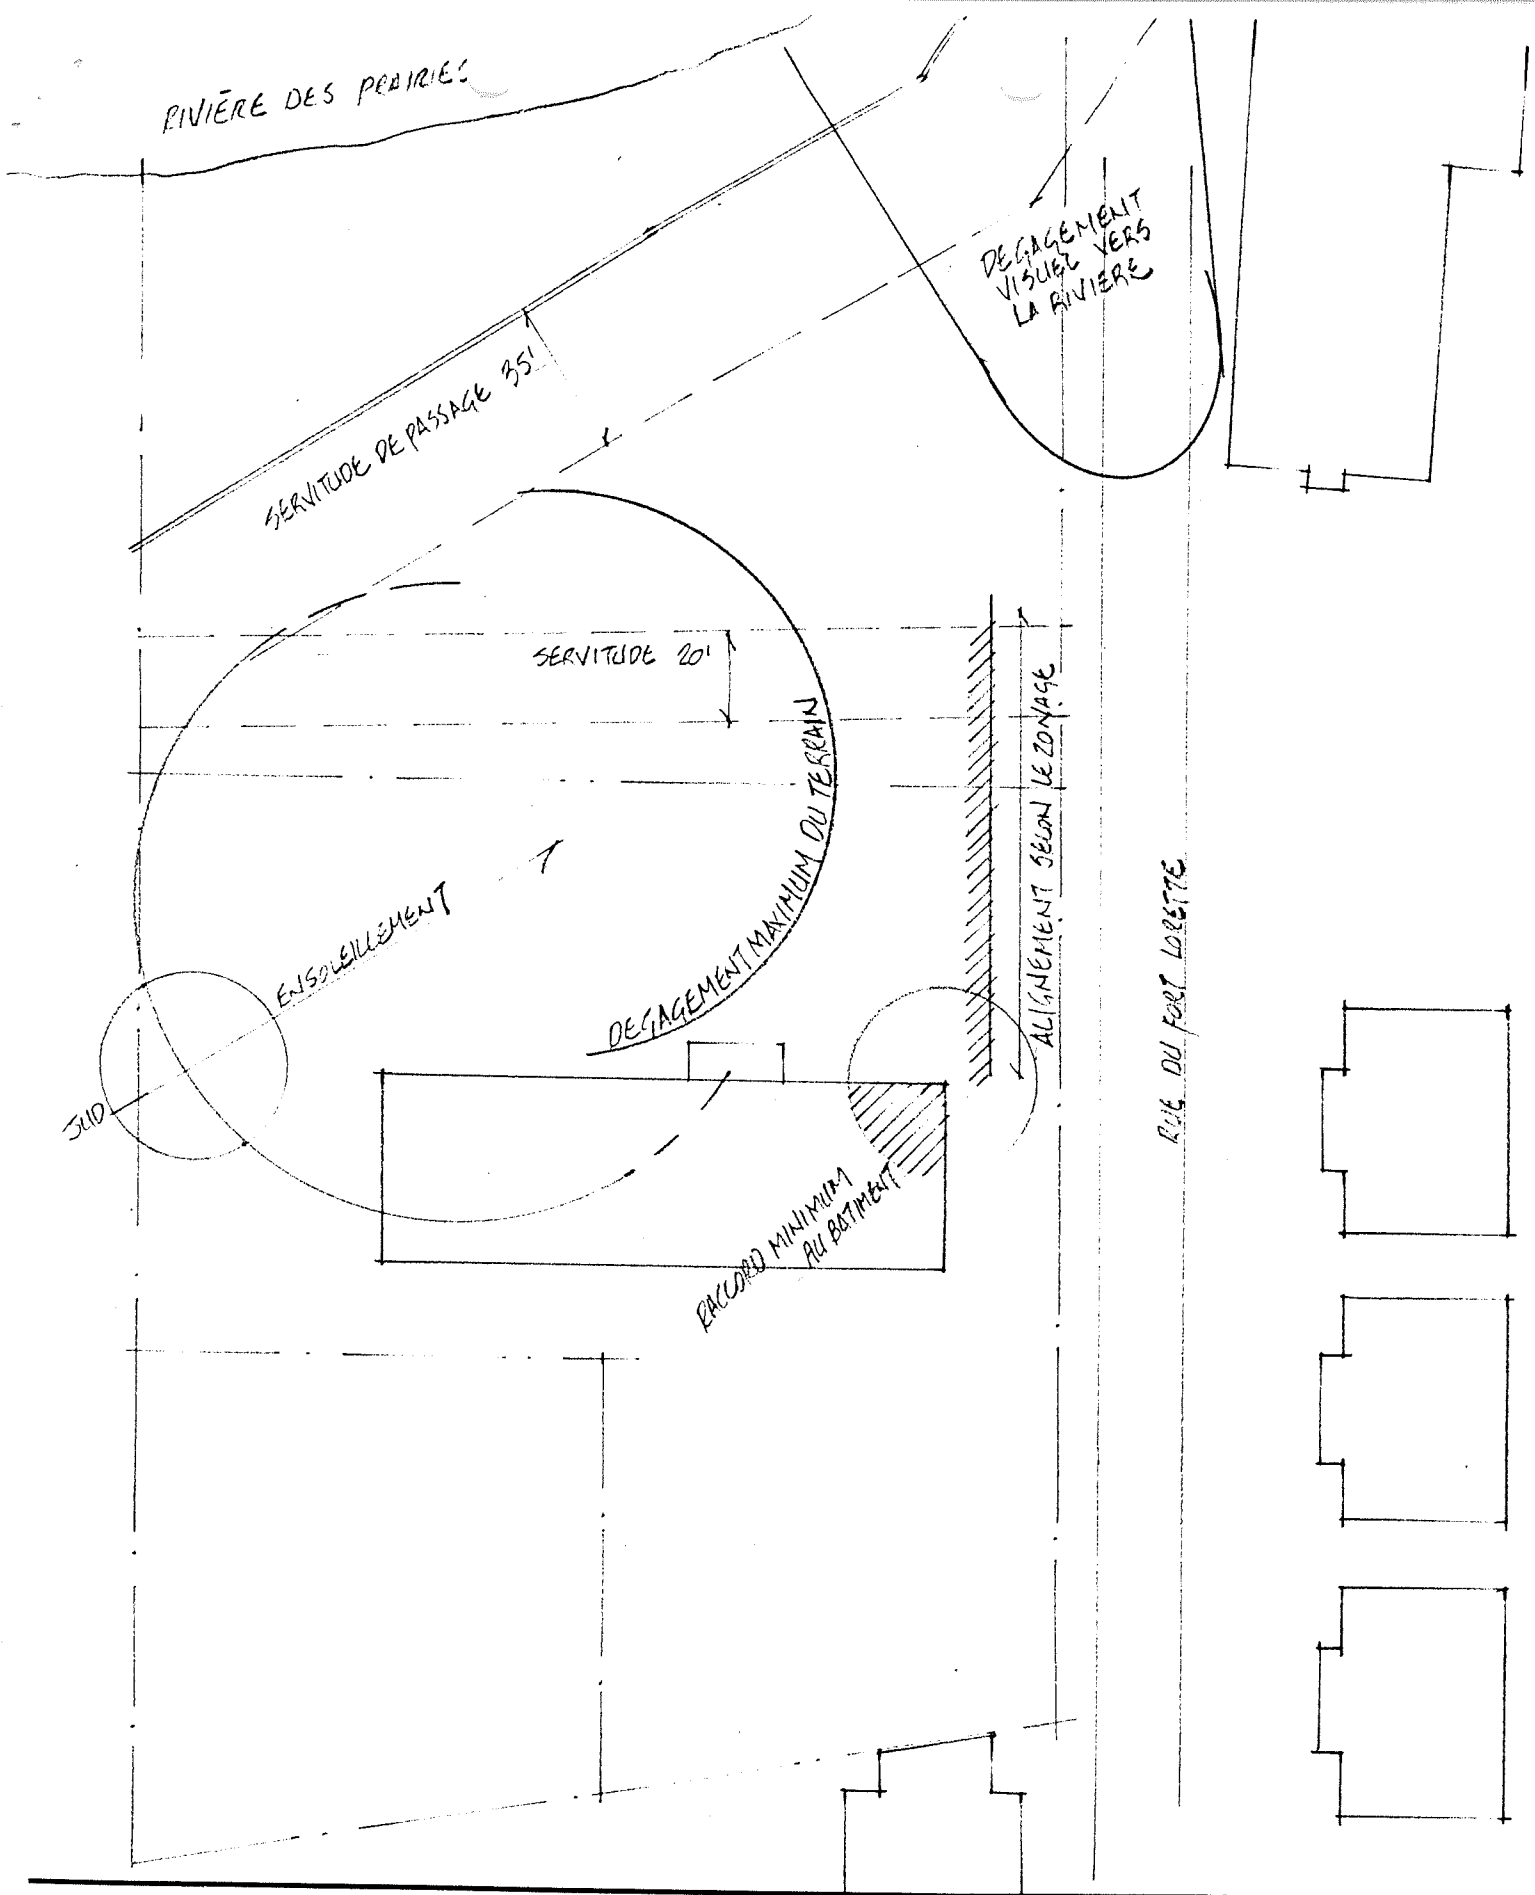 RIVIÈRE DES PRAIRIES
DEGAGEMENT
VISUEL VERS
LA RIVIERE
SERVITUDE DE PASSAGE 35'
SERVITUDE 20'
ALIGNEMENT SELON LE ZONAGE
DEGAGEMENT MAXIMUM DU TERRAIN
ENSOLEILLEMENT
SUD
RUE DU FORT LORETTE
RACCORD MINIMUM
AU BATIMENT